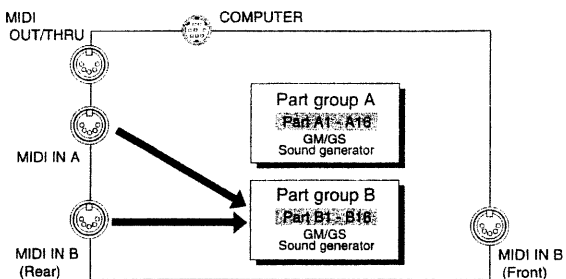 MIDI
OUT/THRU
COMPUTER
Part group A
Part A1 - A16
GM/GS
Sound generator
MIDI IN A
Part group B
Part B1 - B16
GM/GS
Sound generator
MIDI IN B
(Rear)
MIDI IN B
(Front)